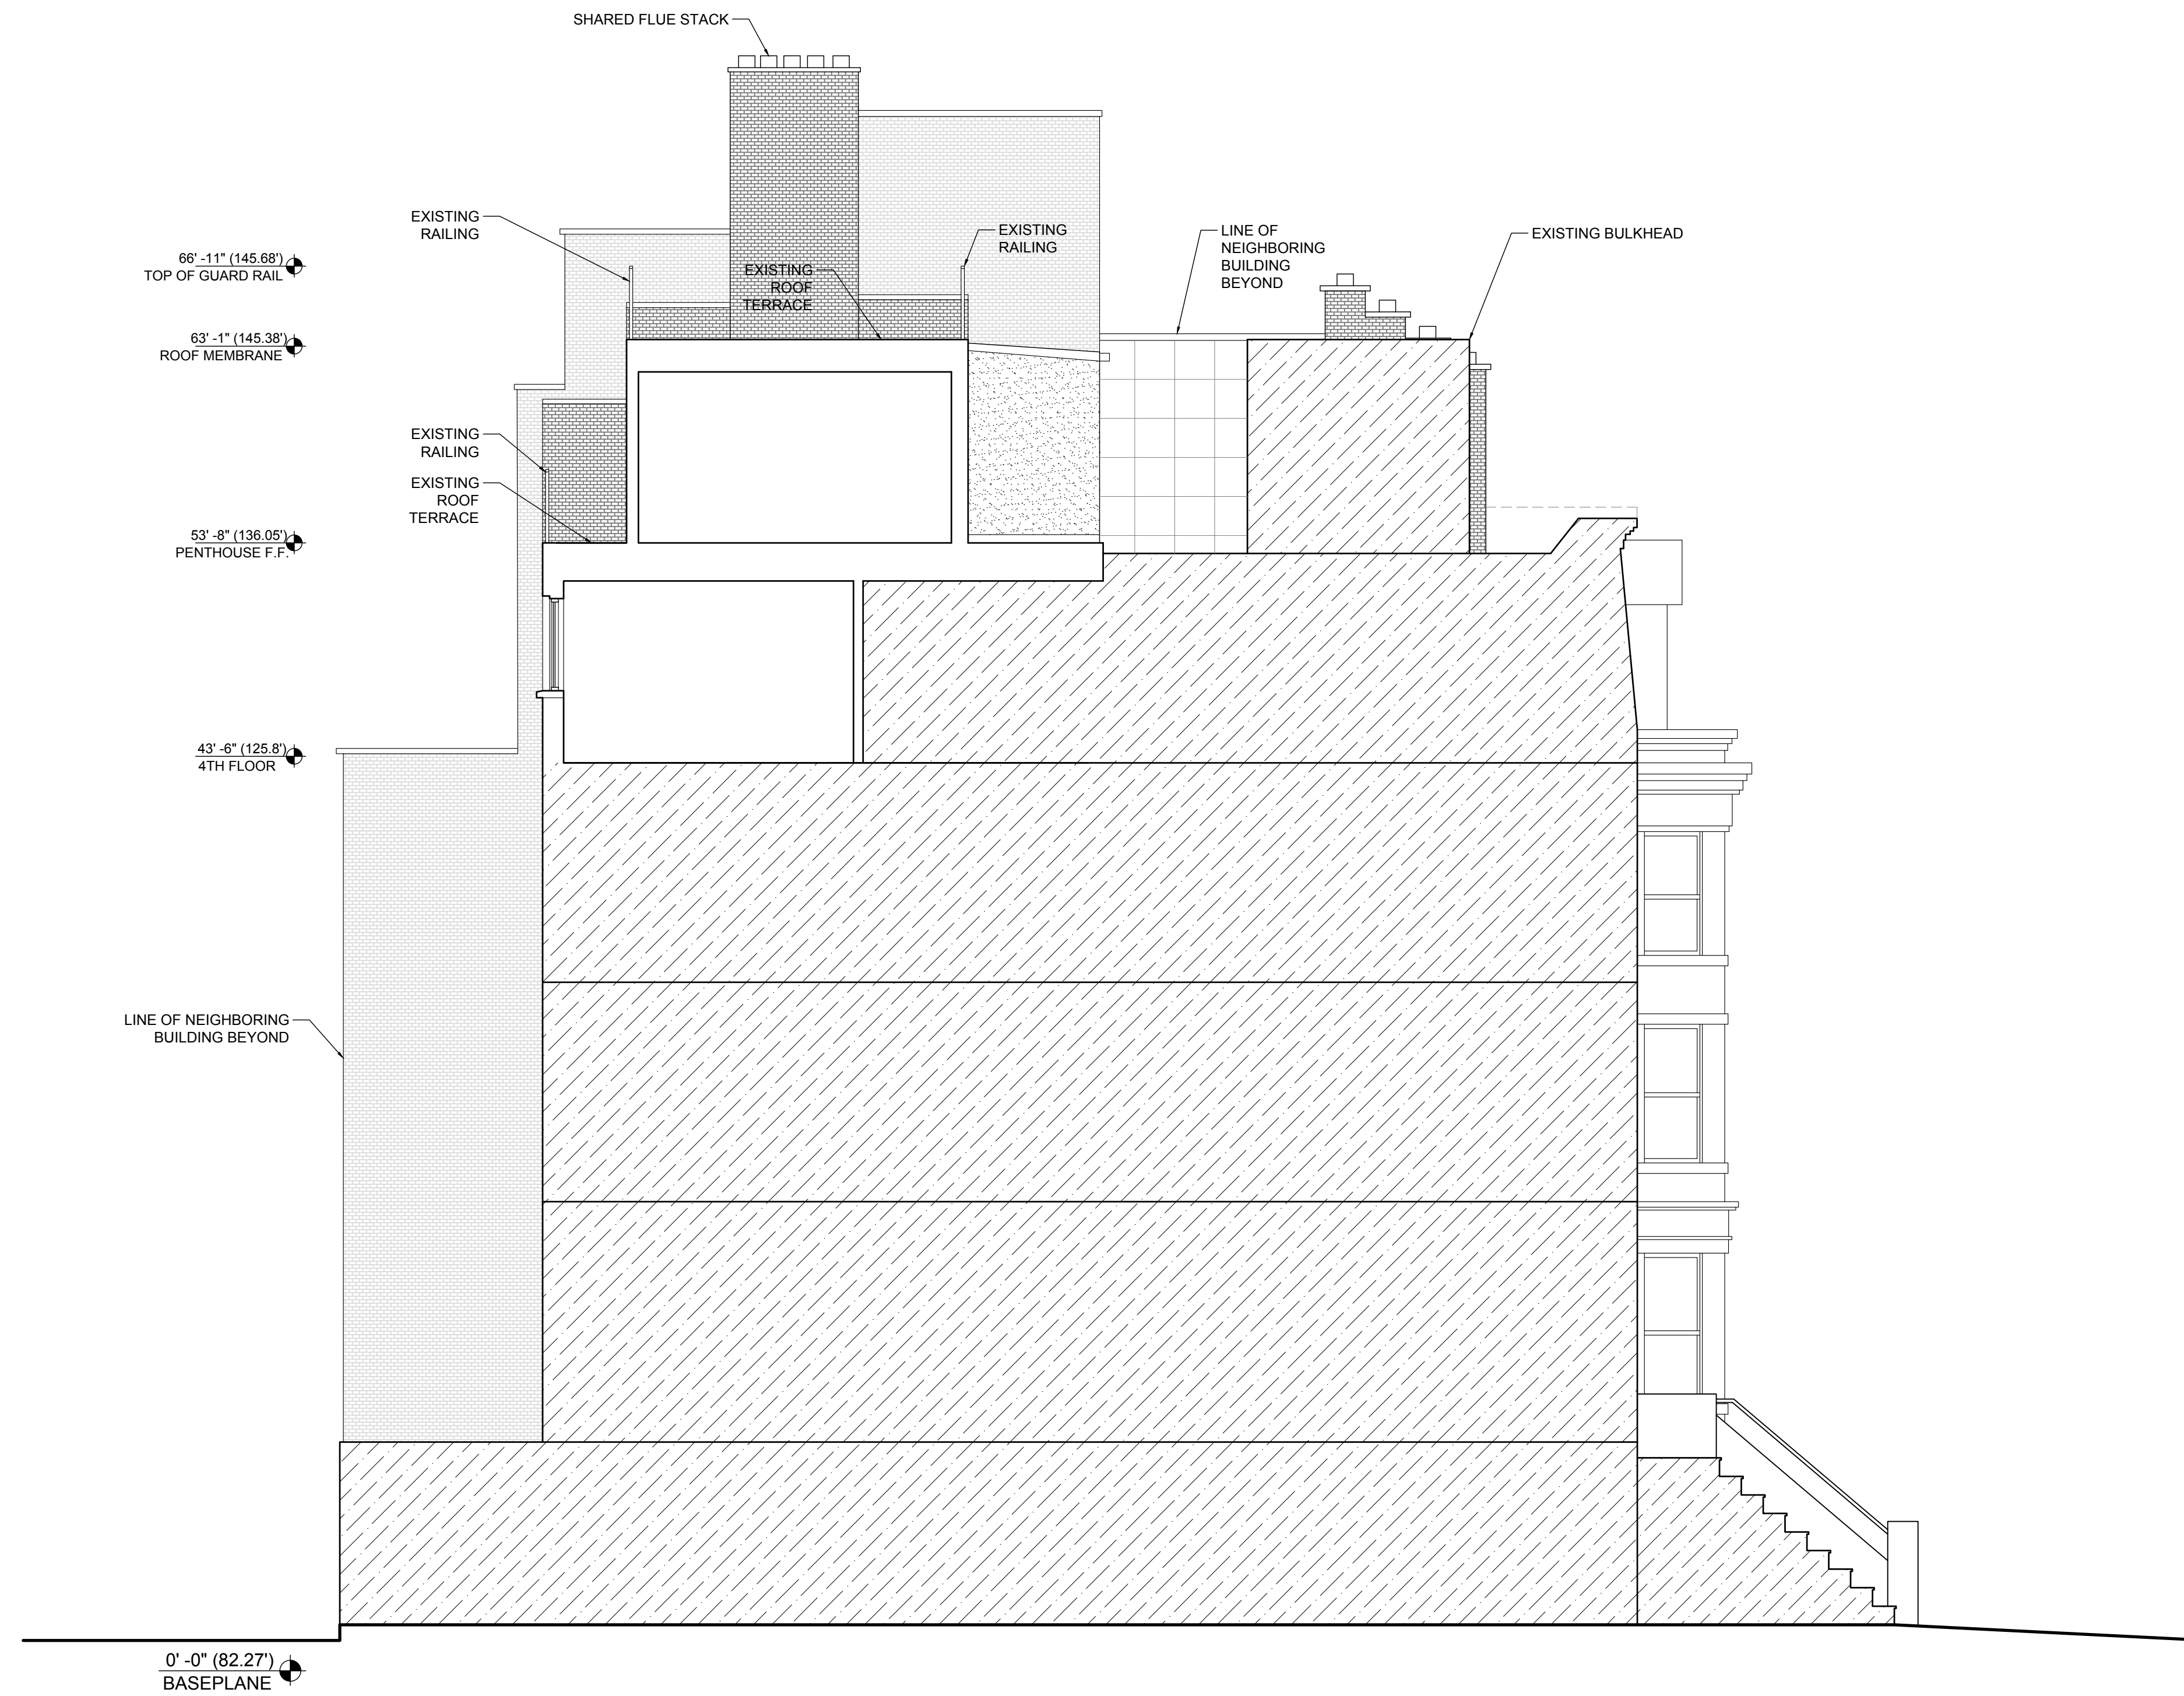 SHARED FLUE STACK
EXISTING
RAILING
EXISTING
RAILING
LINE OF
NEIGHBORING
BUILDING
BEYOND
EXISTING BULKHEAD
66' -11" (145.68')
TOP OF GUARD RAIL
EXISTING
ROOF
TERRACE
63' -1" (145.38')
ROOF MEMBRANE
EXISTING
RAILING
EXISTING
ROOF
TERRACE
53' -8" (136.05')
PENTHOUSE F.F.
43' -6" (125.8')
4TH FLOOR
LINE OF NEIGHBORING
BUILDING BEYOND
0' -0" (82.27')
BASEPLANE